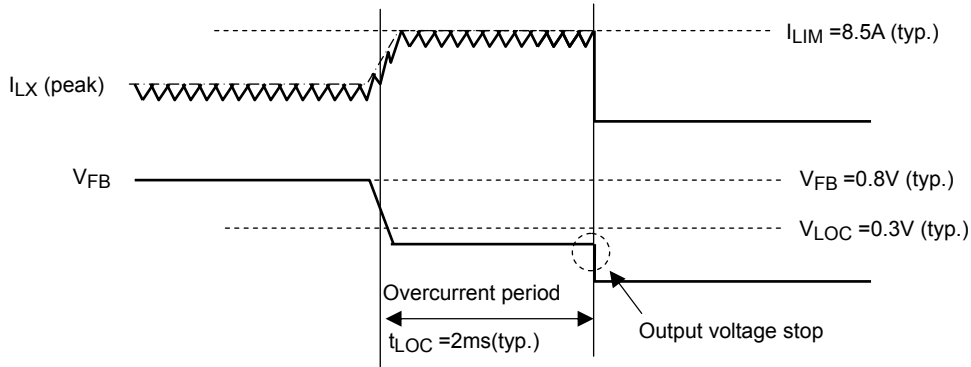 I_LIM =8.5A (typ.)
I_LX (peak)
V_FB
V_FB =0.8V (typ.)
V_LOC =0.3V (typ.)
Overcurrent period
t_LOC =2ms(typ.)
Output voltage stop